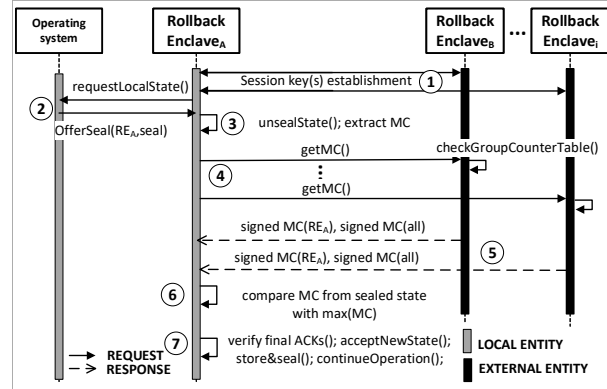 Operating
system
Rollback
Enclave_A
Rollback
Enclave_B
...
Rollback
Enclave_i
Session key(s) establishment
1
requestLocalState()
2
OfferSeal(RE_A,seal)
3
unsealState(); extract MC
getMC()
4
checkGroupCounterTable()
getMC()
signed MC(RE_A), signed MC(all)
5
signed MC(RE_A), signed MC(all)
6
compare MC from sealed state
with max(MC)
7
verify final ACKs(); acceptNewState();
store&seal(); continueOperation();
REQUEST
RESPONSE
LOCAL ENTITY
EXTERNAL ENTITY